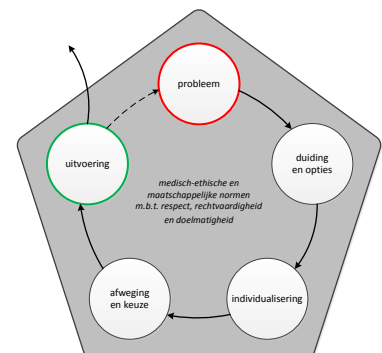 probleem
duiding
en opties
uitvoering
medisch-ethische en
maatschappelijke normen
m.b.t. respect, rechtvaardigheid
en doelmatigheid
afweging
en keuze
individualisering